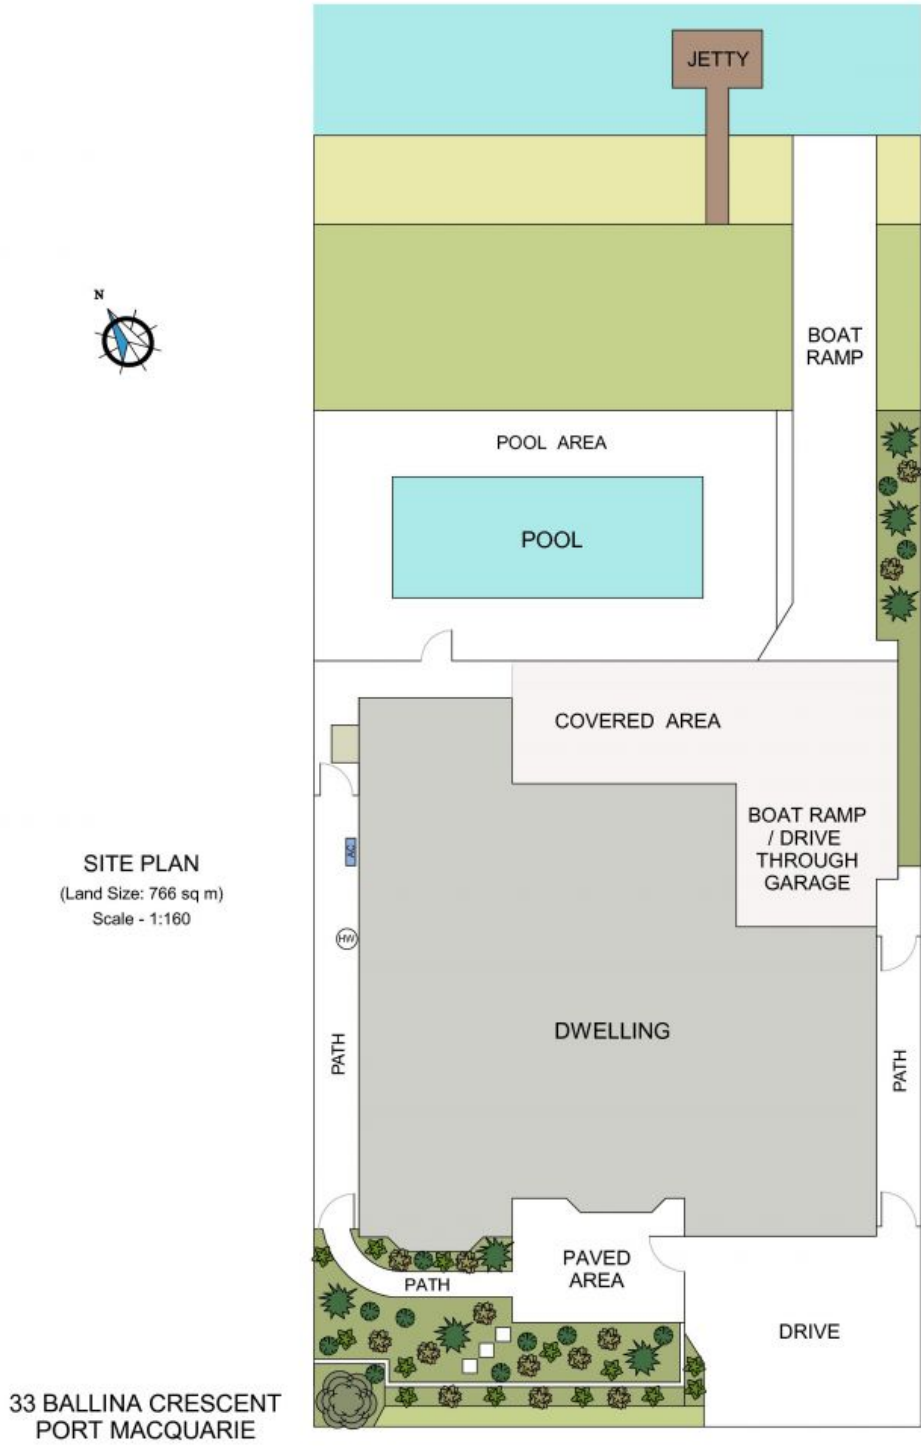 JETTY
N
BOAT
RAMP
POOL AREA
POOL
COVERED AREA
BOAT RAMP
/ DRIVE
THROUGH
GARAGE
SITE PLAN
(Land Size: 766 sq m)
Scale - 1:160
AC
HW
DWELLING
PATH
PATH
PAVED
AREA
PATH
DRIVE
33 BALLINA CRESCENT
PORT MACQUARIE